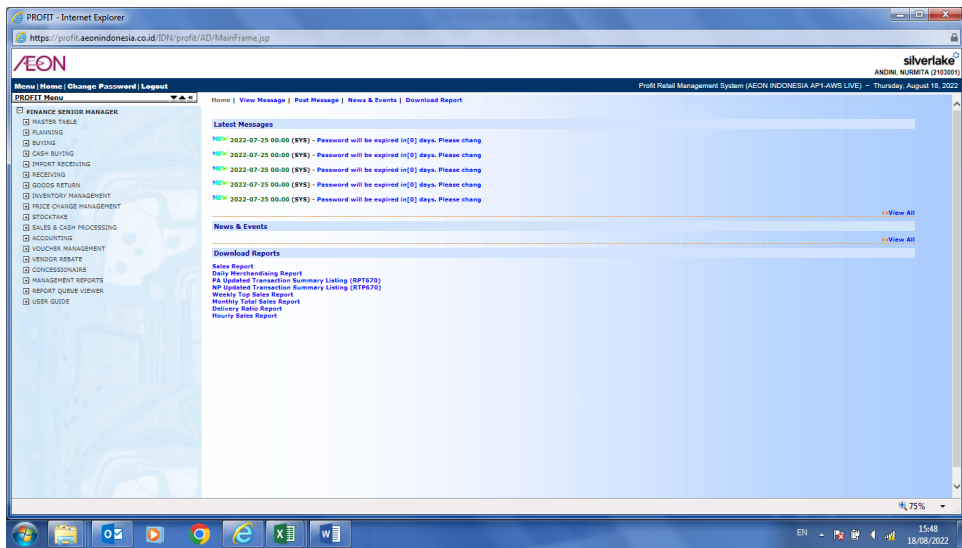 PROFIT - Internet Explorer
https://profit.aeonindonesia.co.id/IDN/profit/AD/MainFrame.jsp
ÆON
silverlake
ANDINI, NURMITA (2103001)
Menu | Home | Change Password | Logout
Profit Retail Management System (AEON INDONESIA AP1-AWS LIVE) – Thursday, August 18, 2022
PROFIT Menu
Home | View Message | Post Message | News & Events | Download Report
FINANCE SENIOR MANAGER
MASTER TABLE
PLANNING
BUYING
CASH BUYING
IMPORT RECEIVING
RECEIVING
GOODS RETURN
INVENTORY MANAGEMENT
PRICE CHANGE MANAGEMENT
STOCKTAKE
SALES & CASH PROCESSING
ACCOUNTING
VOUCHER MANAGEMENT
VENDOR REBATE
CONCESSIONAIRE
MANAGEMENT REPORTS
REPORT QUEUE VIEWER
USER GUIDE
Latest Messages
NEW 2022-07-25 00:00 (SYS) - Password will be expired in[0] days. Please chang
NEW 2022-07-25 00:00 (SYS) - Password will be expired in[0] days. Please chang
NEW 2022-07-25 00:00 (SYS) - Password will be expired in[0] days. Please chang
NEW 2022-07-25 00:00 (SYS) - Password will be expired in[0] days. Please chang
NEW 2022-07-25 00:00 (SYS) - Password will be expired in[0] days. Please chang
View All
News & Events
View All
Download Reports
Sales Report
Daily Merchandising Report
PA Updated Transaction Summary Listing (RPT670)
NP Updated Transaction Summary Listing (RTP670)
Weekly Top Sales Report
Monthly Total Sales Report
Delivery Ratio Report
Hourly Sales Report
75%
EN
15:48
18/08/2022